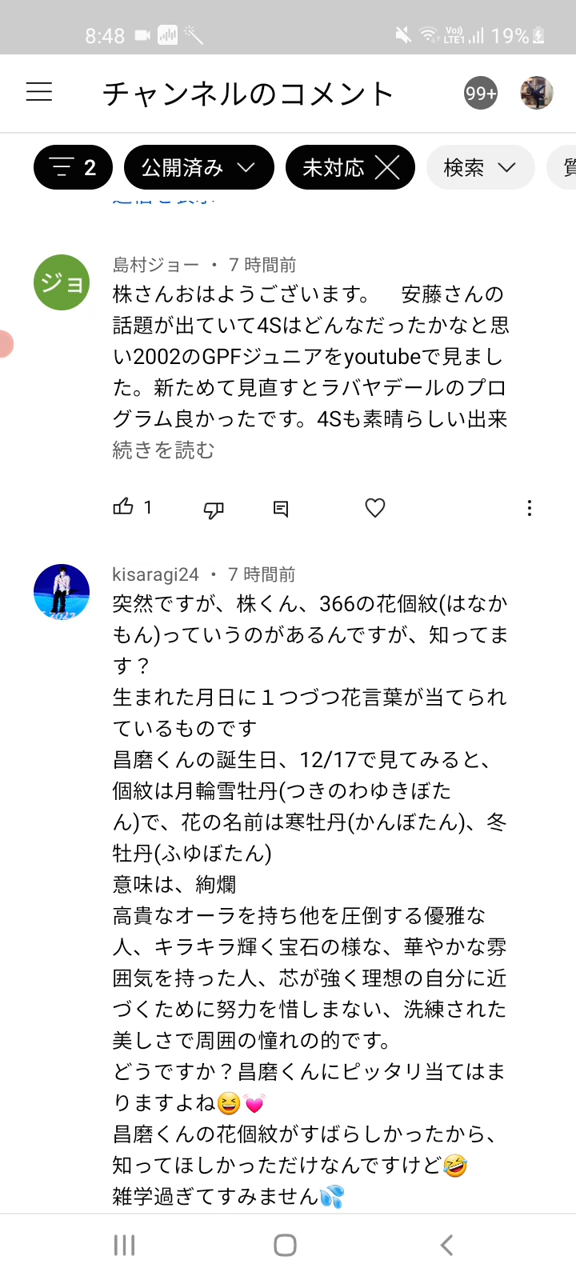 8:48
Vo))
LTE1
19%
チャンネルのコメント
99+
2
公開済み
未対応
検索
ジョ
島村ジョー ・ 7 時間前
株さんおはようございます。　安藤さんの
話題が出ていて4Sはどんなだったかなと思
い2002のGPFジュニアをyoutubeで見まし
た。新ためて見直すとラバヤデールのプロ
グラム良かったです。4Sも素晴らしい出来
続きを読む
1
kisaragi24 ・ 7 時間前
突然ですが、株くん、366の花個紋(はなか
もん)っていうのがあるんですが、知ってま
す？
生まれた月日に１つづつ花言葉が当てられ
ているものです
昌磨くんの誕生日、12/17で見てみると、
個紋は月輪雪牡丹(つきのわゆきぼた
ん)で、花の名前は寒牡丹(かんぼたん)、冬
牡丹(ふゆぼたん)
意味は、絢爛
高貴なオーラを持ち他を圧倒する優雅な
人、キラキラ輝く宝石の様な、華やかな雰
囲気を持った人、芯が強く理想の自分に近
づくために努力を惜しまない、洗練された
美しさで周囲の憧れの的です。
どうですか？昌磨くんにピッタリ当てはま
りますよね😆💓
昌磨くんの花個紋がすばらしかったから、
知ってほしかっただけなんですけど🤣
雑学過ぎてすみません💦